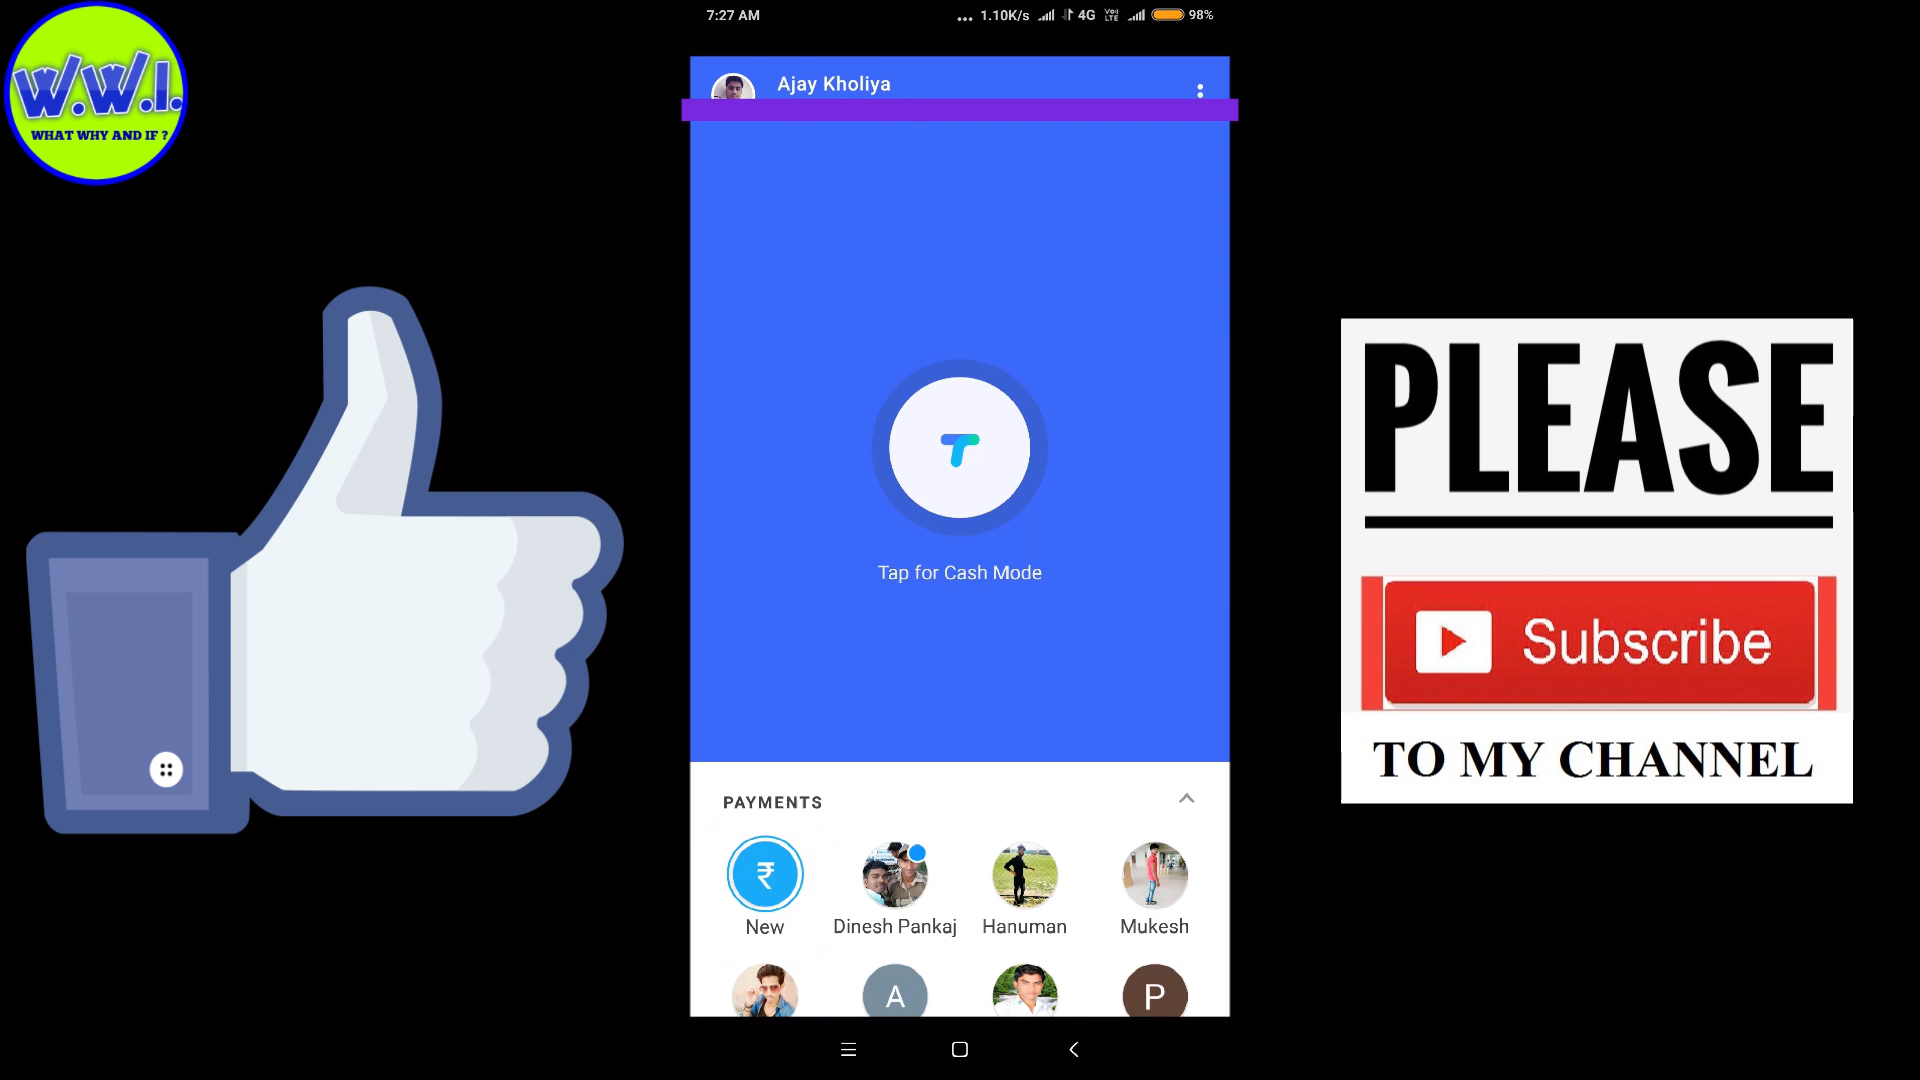 W.W.I.
WHAT WHY AND IF ?
7:27 AM
... 1.10K/s 4G VoLTE 98%
Ajay Kholiya
Tap for Cash Mode
PAYMENTS
₹
New
Dinesh Pankaj
Hanuman
Mukesh
A
P
PLEASE
Subscribe
TO MY CHANNEL